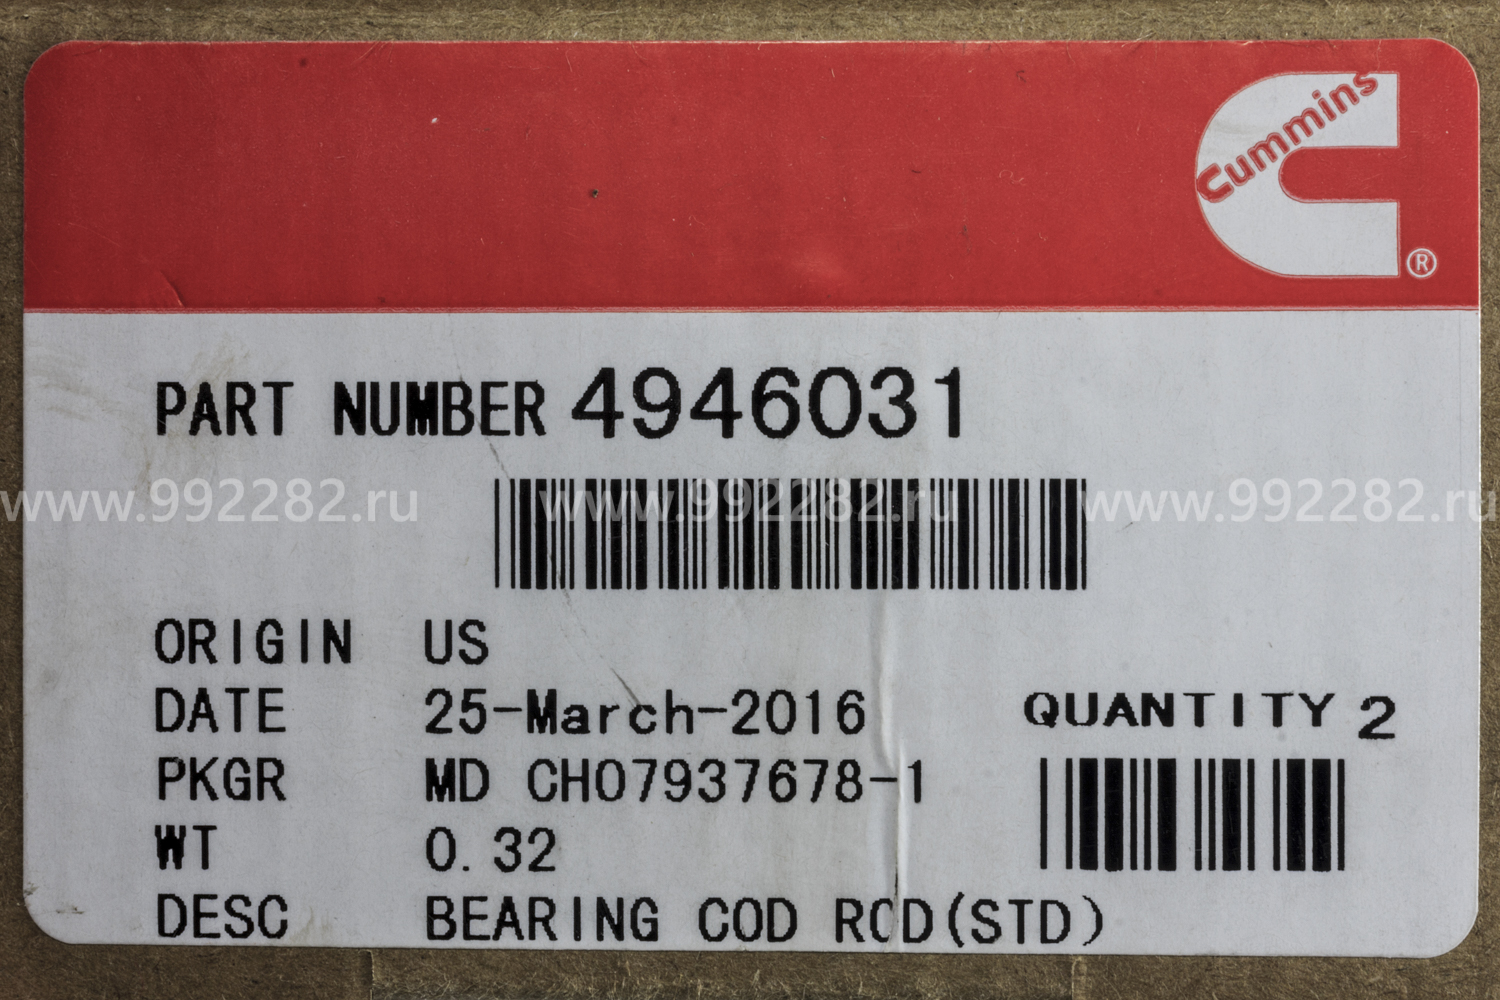 Cummins
®
PART NUMBER 4946031
www.992282.ru www.992282.ru www.992282.ru
ORIGIN US
DATE 25-March-2016
QUANTITY 2
PKGR MD CHO7937678-1
WT 0.32
DESC BEARING COD ROD(STD)